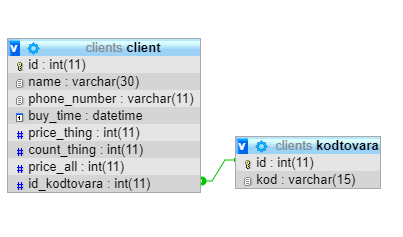 clients client
id : int(11)
name : varchar(30)
phone_number : varchar(11)
buy_time : datetime
price_thing : int(11)
count_thing : int(11)
price_all : int(11)
id_kodtovara : int(11)
clients kodtovara
id : int(11)
kod : varchar(15)